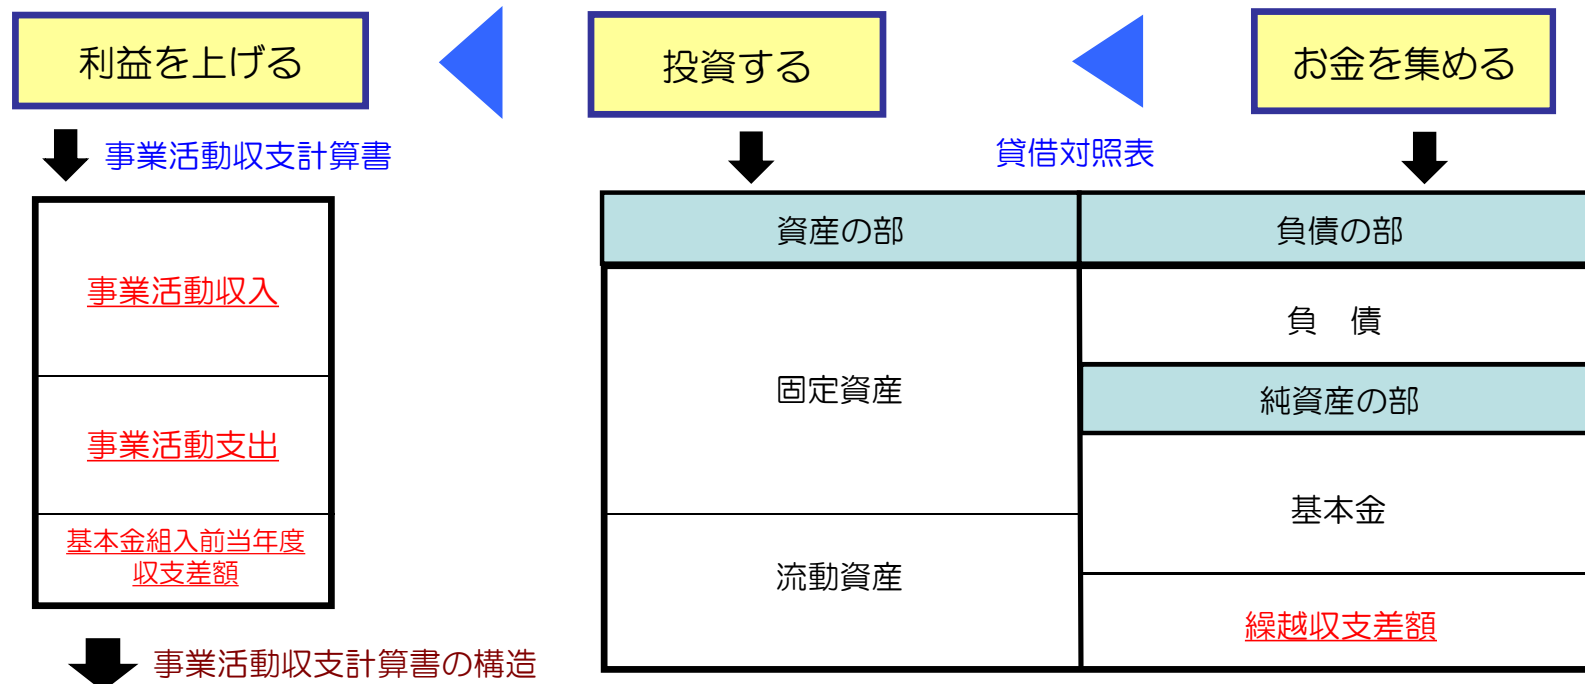 利益を上げる
投資する
お金を集める
事業活動収支計算書
貸借対照表
事業活動収入
事業活動支出
基本金組入前当年度
収支差額
資産の部
負債の部
固定資産
流動資産
負　債
純資産の部
基本金
繰越収支差額
事業活動収支計算書の構造